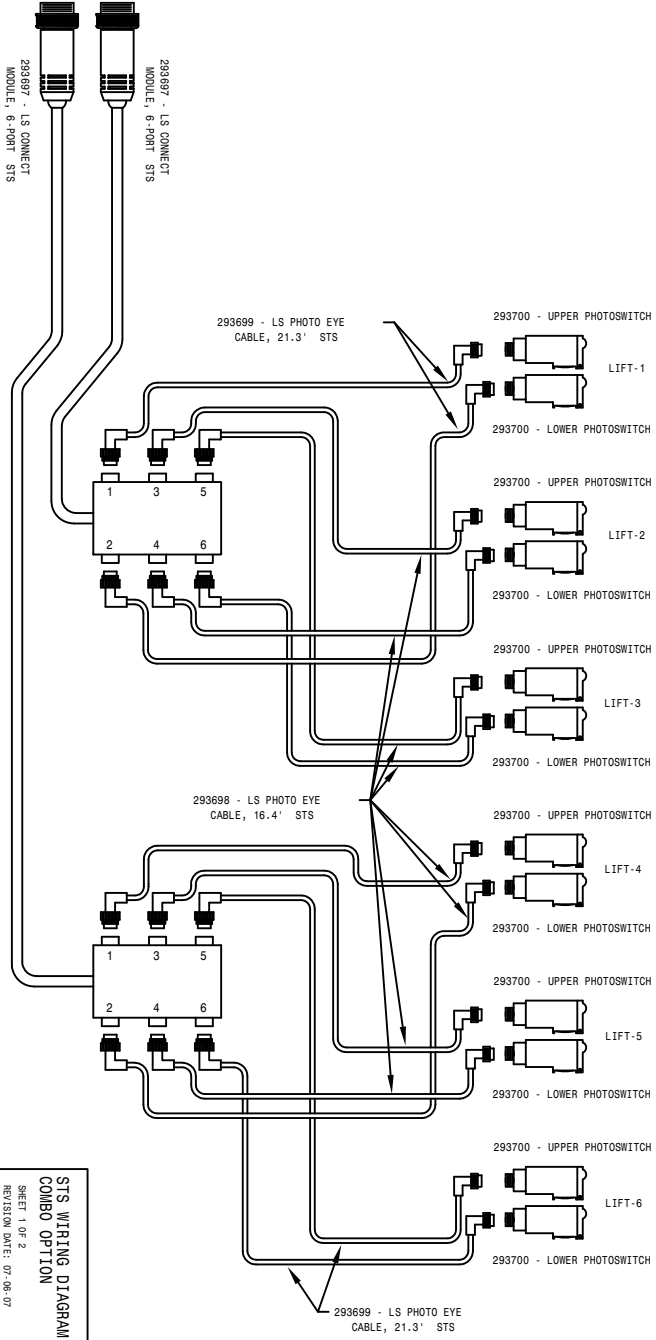 293697 - LS CONNECT
MODULE, 6-PORT STS
293697 - LS CONNECT
MODULE, 6-PORT STS
293699 - LS PHOTO EYE
CABLE, 21.3' STS
293700 - UPPER PHOTOSWITCH
LIFT-1
293700 - LOWER PHOTOSWITCH
1 3 5
2 4 6
293700 - UPPER PHOTOSWITCH
LIFT-2
293700 - LOWER PHOTOSWITCH
293700 - UPPER PHOTOSWITCH
LIFT-3
293700 - LOWER PHOTOSWITCH
293698 - LS PHOTO EYE
CABLE, 16.4' STS
293700 - UPPER PHOTOSWITCH
LIFT-4
293700 - LOWER PHOTOSWITCH
1 3 5
2 4 6
293700 - UPPER PHOTOSWITCH
LIFT-5
293700 - LOWER PHOTOSWITCH
293700 - UPPER PHOTOSWITCH
LIFT-6
293700 - LOWER PHOTOSWITCH
293699 - LS PHOTO EYE
CABLE, 21.3' STS
STS WIRING DIAGRAM
COMBO OPTION
SHEET 1 OF 2
REVISION DATE: 07-06-07